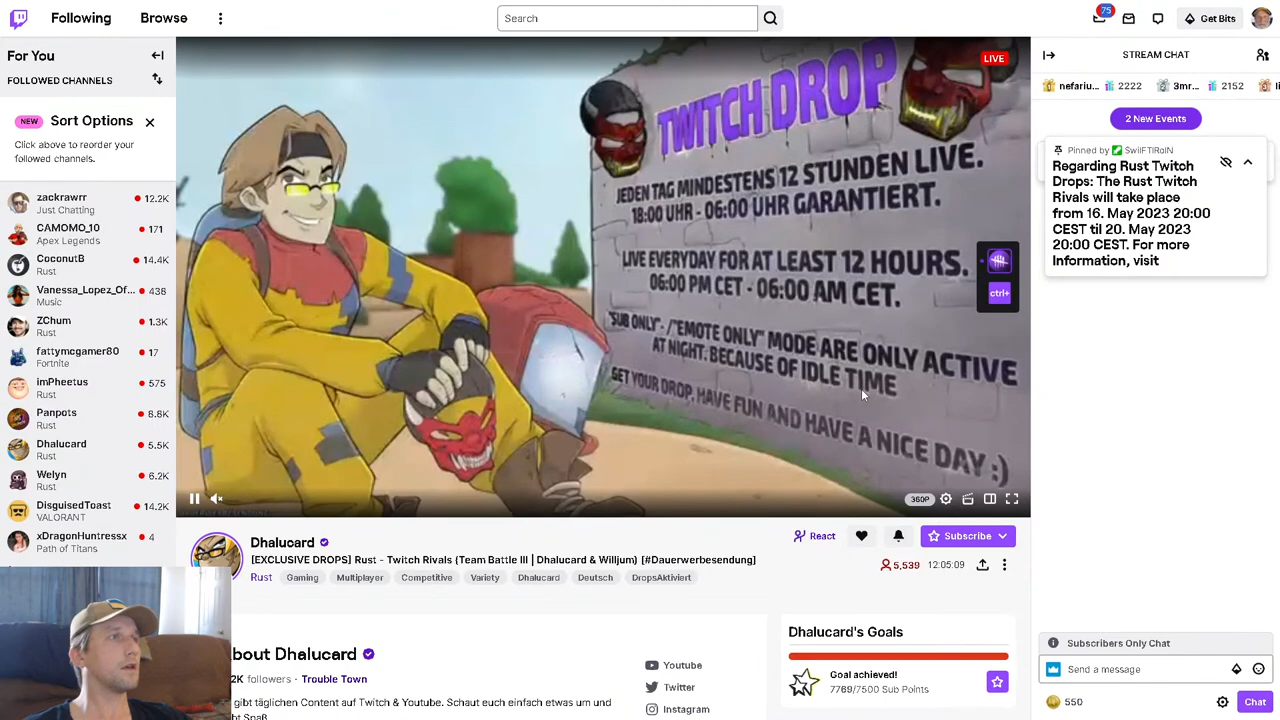 Following
Browse
Search
75
Get Bits
For You
FOLLOWED CHANNELS
NEW
Sort Options
Click above to reorder your
followed channels.
zackrawrr
12.2K
Just Chatting
CAMOMO_10
171
Apex Legends
CoconutB
14.4K
Rust
Vanessa_Lopez_Of...
438
Music
ZChum
1.3K
Rust
fattymcgamer80
17
Fortnite
imPheetus
575
Rust
Panpots
8.8K
Rust
Dhalucard
5.5K
Rust
Welyn
6.2K
Rust
DisguisedToast
14.2K
VALORANT
xDragonHuntressx
4
Path of Titans
LIVE
TWITCH DROP
JEDEN TAG MINDESTENS 12 STUNDEN LIVE.
18:00 UHR - 06:00 UHR GARANTIERT.
LIVE EVERYDAY FOR AT LEAST 12 HOURS.
06:00 PM CET - 06:00 AM CET.
"SUB ONLY"- /"EMOTE ONLY" MODE ARE ONLY ACTIVE
AT NIGHT, BECAUSE OF IDLE TIME
GET YOUR DROP, HAVE FUN AND HAVE A NICE DAY :)
ctrl+
360P
Dhalucard
[EXCLUSIVE DROPS] Rust - Twitch Rivals (Team Battle III | Dhalucard & Willjum) [#Dauerwerbesendung]
Rust
Gaming
Multiplayer
Competitive
Variety
Dhalucard
Deutsch
DropsAktiviert
React
Subscribe
5,539
12:05:09
bout Dhalucard
2K followers · Trouble Town
gibt täglichen Content auf Twitch & Youtube. Schaut euch einfach etwas um und
bt Spaß
Youtube
Twitter
Instagram
Dhalucard's Goals
Goal achieved!
7769/7500 Sub Points
STREAM CHAT
nefariu...
2222
3mr...
2152
li
2 New Events
Pinned by SwiFTIRaIN
Regarding Rust Twitch
Drops: The Rust Twitch
Rivals will take place
from 16. May 2023 20:00
CEST til 20. May 2023
20:00 CEST. For more
Information, visit
Subscribers Only Chat
Send a message
550
Chat